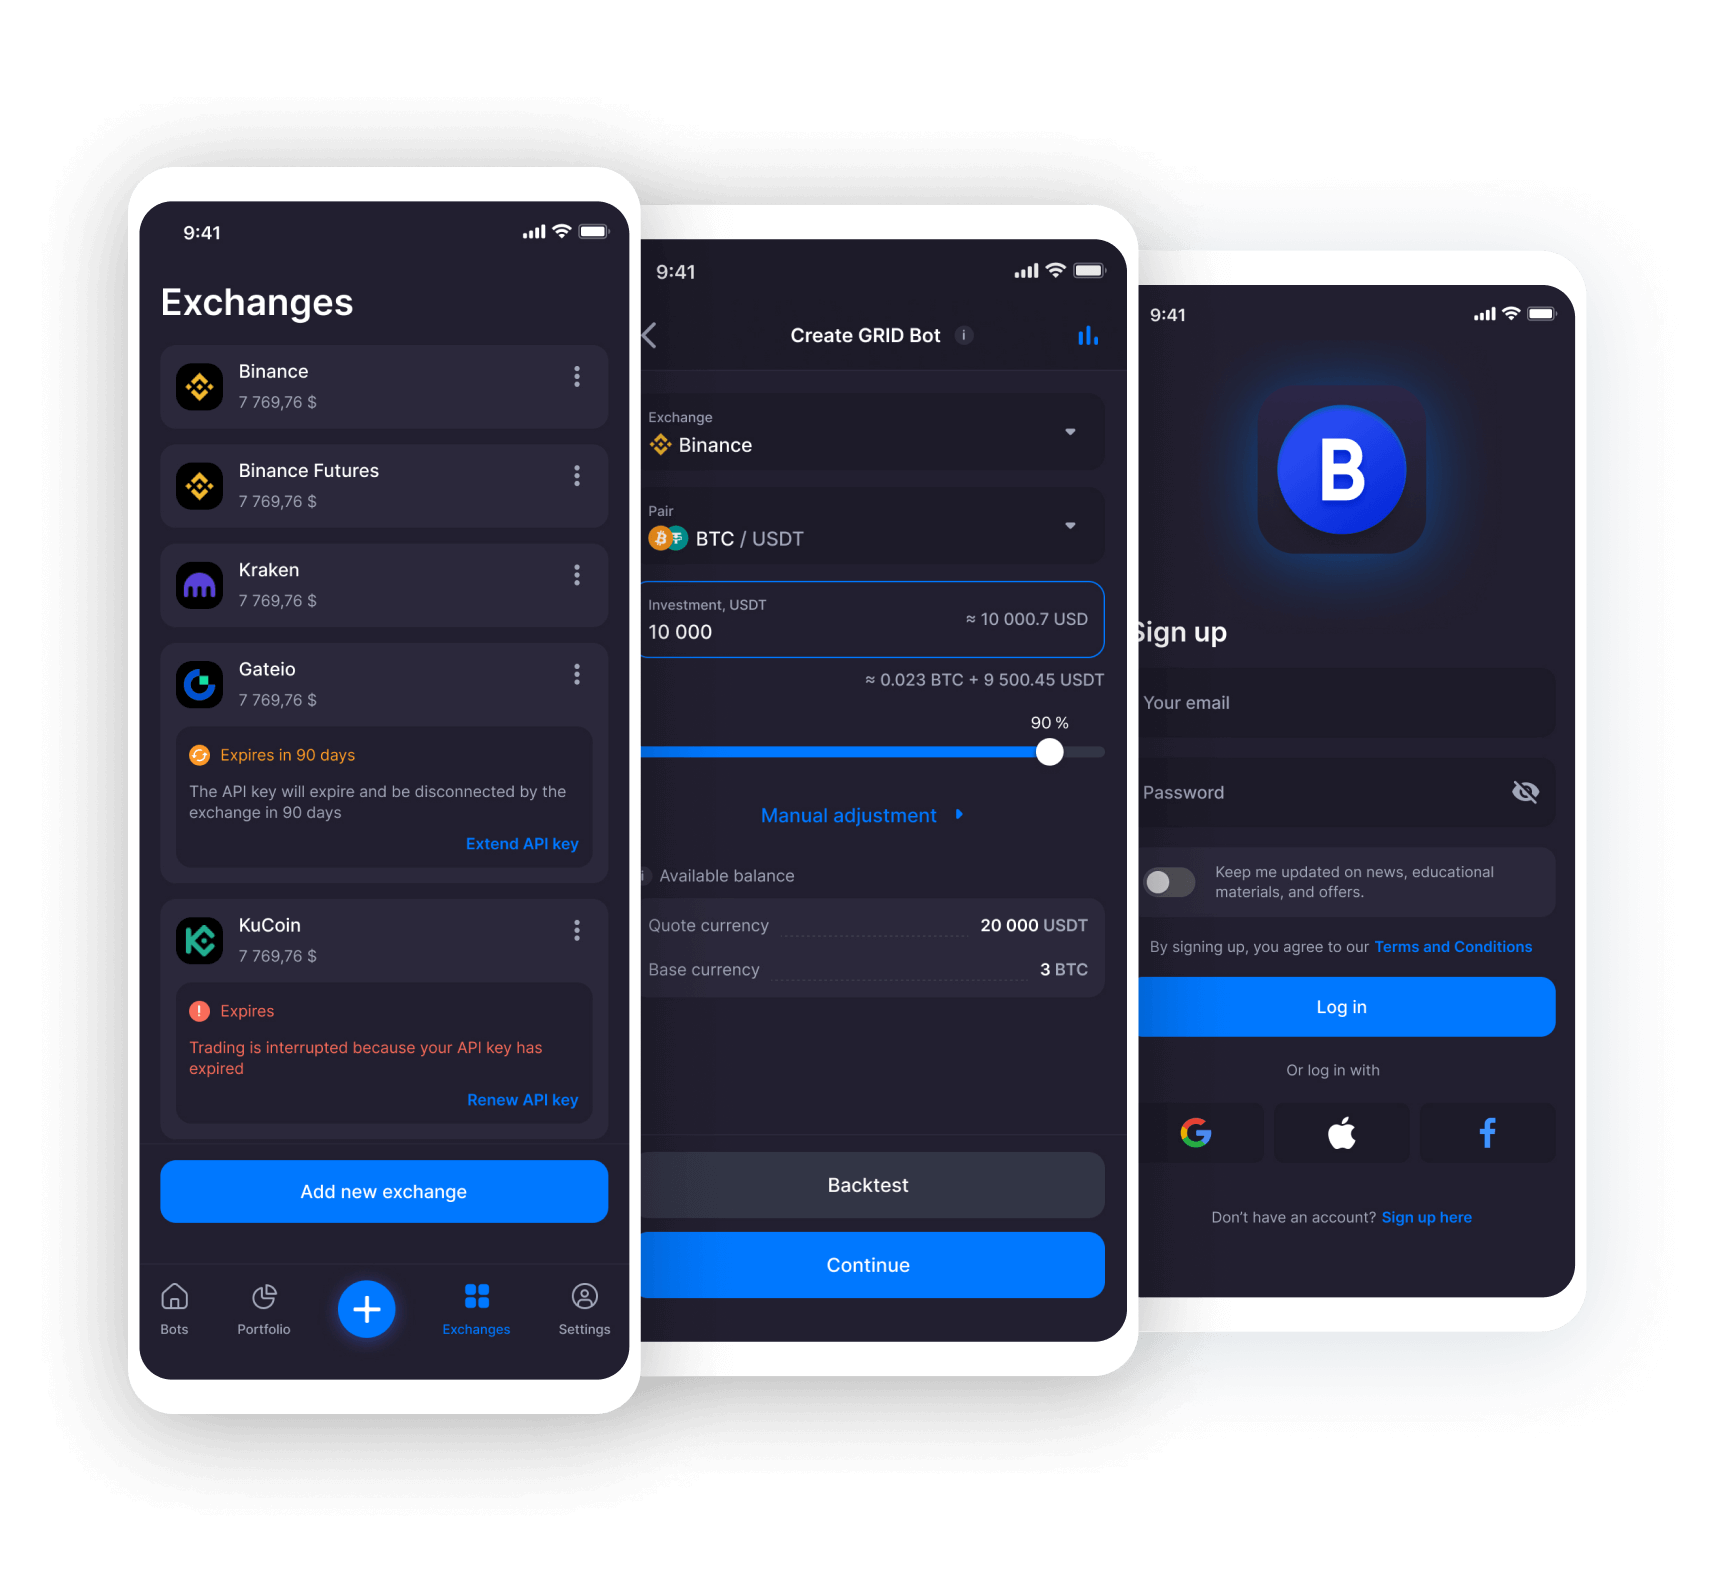 9:41
Exchanges
Binance
7 769,76 $
Binance Futures
7 769,76 $
Kraken
7 769,76 $
Gateio
7 769,76 $
Expires in 90 days
The API key will expire and be disconnected by the
exchange in 90 days
Extend API key
KuCoin
7 769,76 $
Expires
Trading is interrupted because your API key has
expired
Renew API key
Add new exchange
Bots
Portfolio
Exchanges
Settings
9:41
Create GRID Bot
Exchange
Binance
Pair
BTC / USDT
Investment, USDT
10 000
≈ 10 000.7 USD
≈ 0.023 BTC + 9 500.45 USDT
90 %
Manual adjustment
Available balance
Quote currency 20 000 USDT
Base currency 3 BTC
Backtest
Continue
9:41
B
Sign up
Your email
Password
Keep me updated on news, educational
materials, and offers.
By signing up, you agree to our Terms and Conditions
Log in
Or log in with
Don't have an account? Sign up here